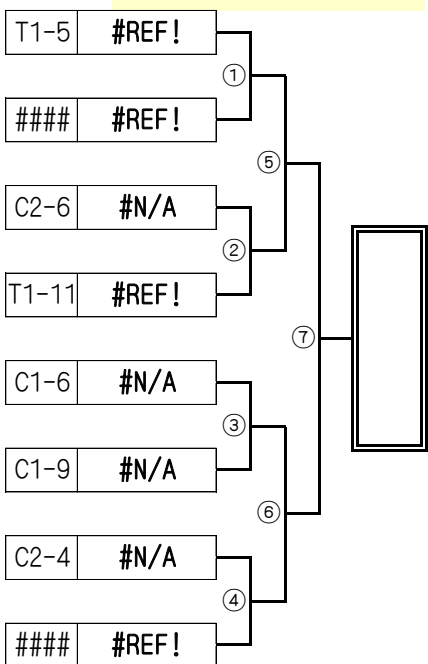 T1-5 #REF!
①
#### #REF!
⑤
C2-6 #N/A
②
T1-11 #REF!
⑦
C1-6 #N/A
③
C1-9 #N/A
⑥
C2-4 #N/A
④
#### #REF!